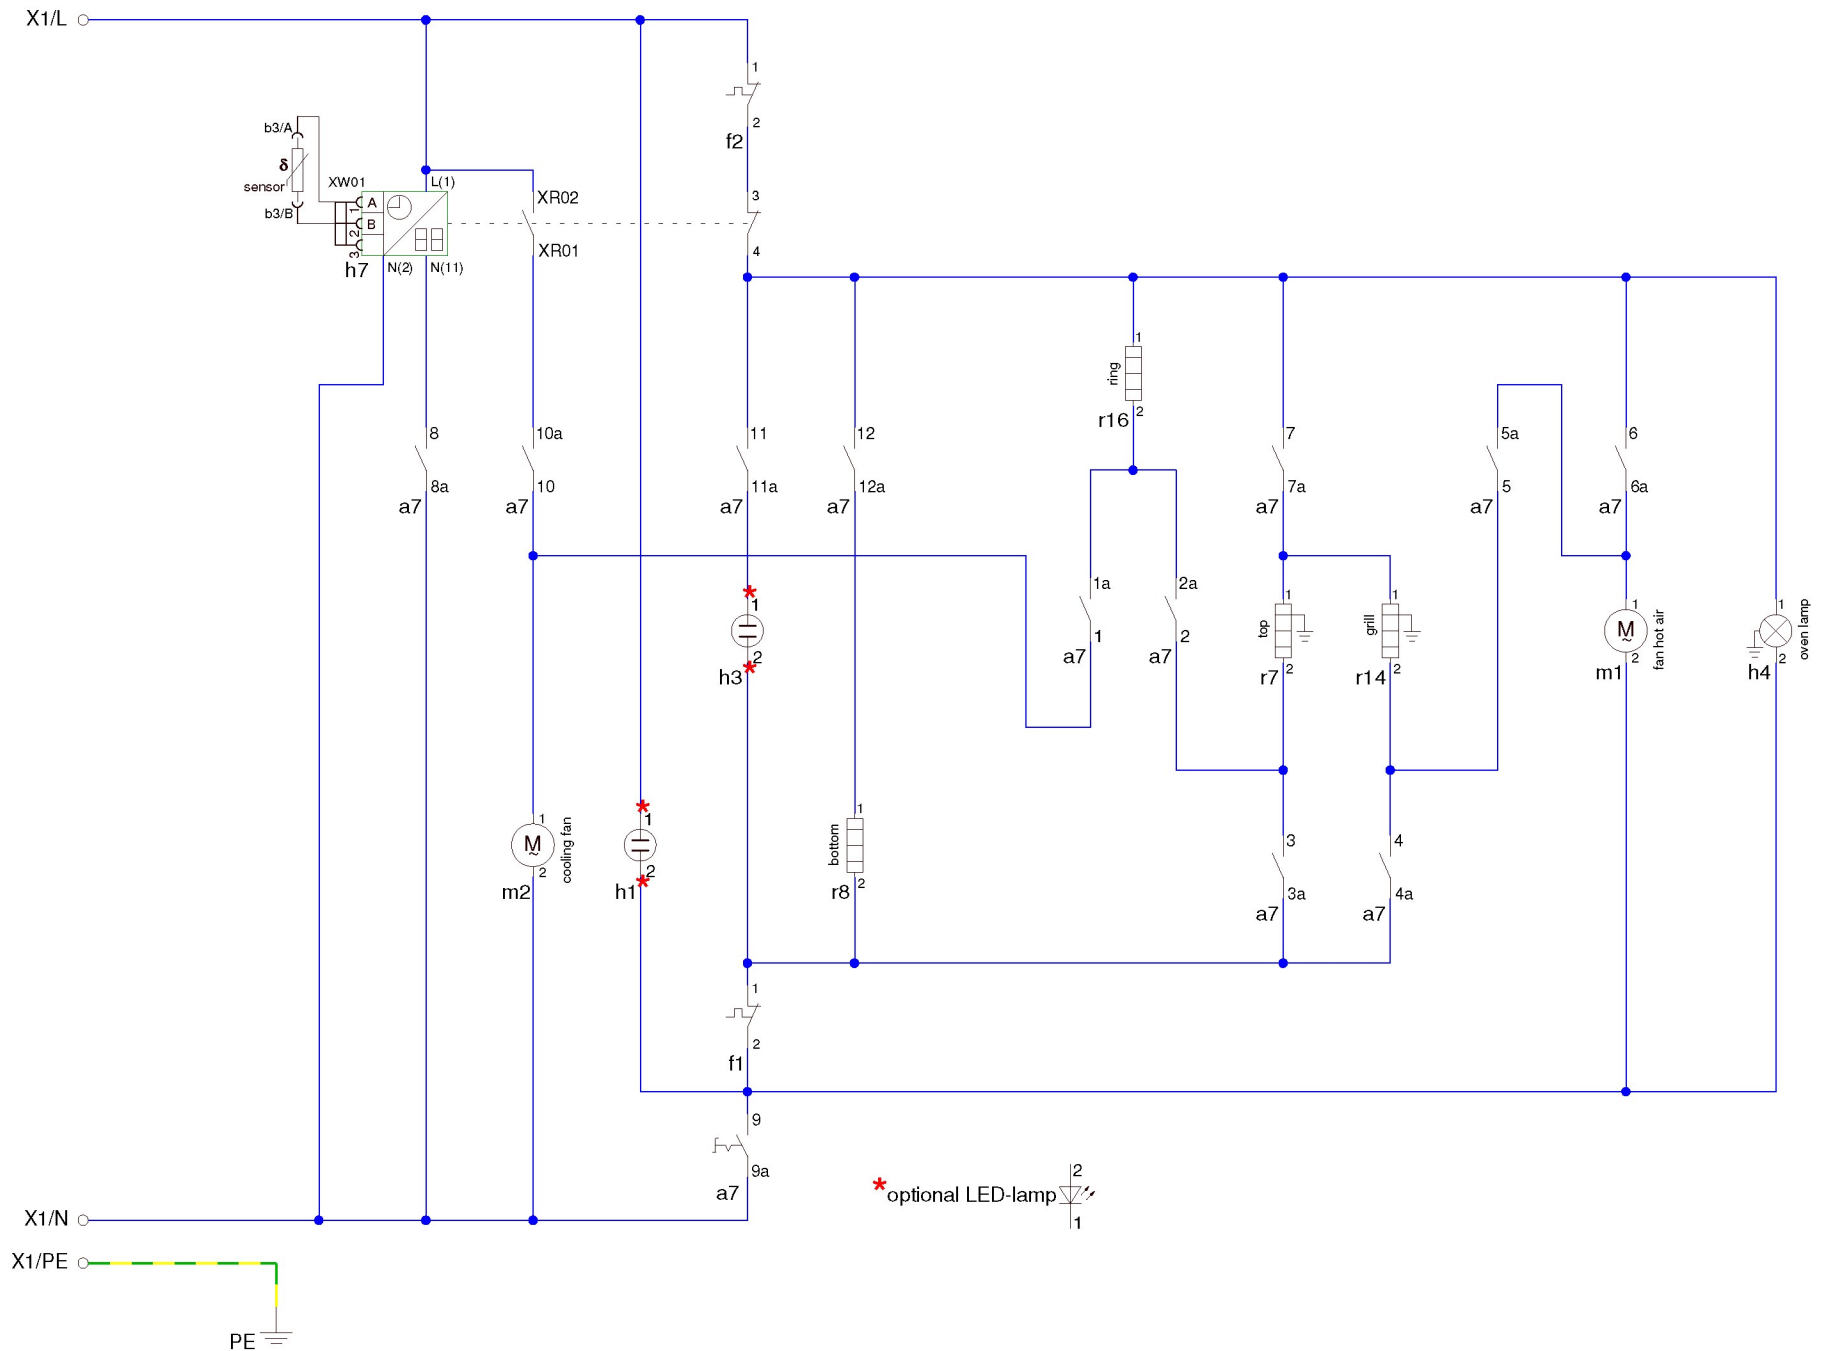 X1/L
1
2
f2
b3/A
δ
sensor
b3/B
XW01
L(1)
A
B
1
2
3
h7
N(2)
N(11)
XR02
XR01
3
4
ring
1
2
r16
8
8a
a7
10a
10
a7
11
11a
a7
12
12a
a7
7
7a
a7
5a
5
a7
6
6a
a7
*
1
2
*
h3
1a
1
a7
2a
2
a7
top
1
2
r7
grill
1
2
r14
1
M
~
2
m1
fan hot air
1
2
h4
oven lamp
1
M
~
2
m2
cooling fan
*
1
2
*
h1
bottom
1
2
r8
3
3a
a7
4
4a
a7
1
2
f1
9
9a
a7
*optional LED-lamp
2
1
X1/N
X1/PE
PE